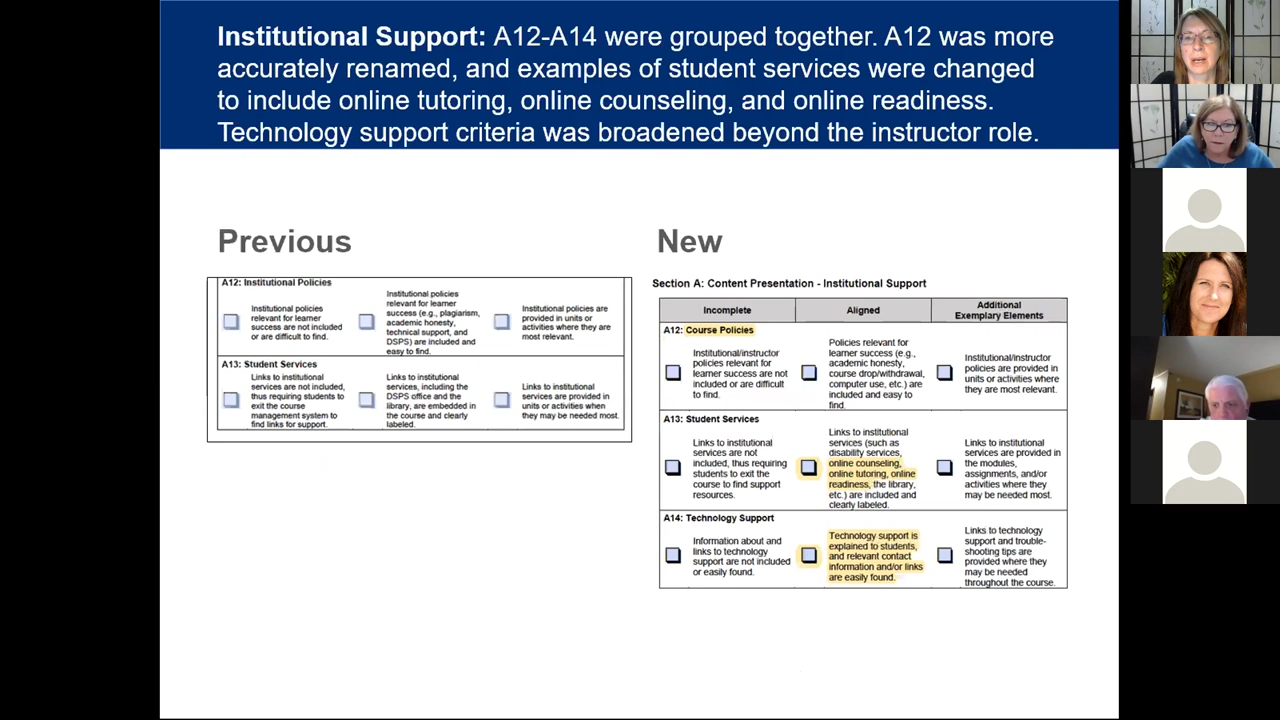 Institutional Support: A12-A14 were grouped together. A12 was more
accurately renamed, and examples of student services were changed
to include online tutoring, online counseling, and online readiness.
Technology support criteria was broadened beyond the instructor role.
Previous
A12: Institutional Policies
Institutional policies
relevant for learner
success are not included
or are difficult to find.
Institutional policies
relevant for learner
success (e.g., plagiarism,
academic honesty,
technical support, and
DSPS) are included and
easy to find.
Institutional policies are
provided in units or
activities where they are
most relevant.
A13: Student Services
Links to institutional
services are not included,
thus requiring students to
exit the course
management system to
find links for support.
Links to institutional
services, including the
DSPS office and the
library, are embedded in
the course and clearly
labeled.
Links to institutional
services are provided in
units or activities when
they may be needed most.
New
Section A: Content Presentation - Institutional Support
Incomplete
Aligned
Additional
Exemplary Elements
A12: Course Policies
Institutional/instructor
policies relevant for
learner success are not
included or are difficult
to find.
Policies relevant for
learner success (e.g.,
academic honesty,
course drop/withdrawal,
computer use, etc.) are
included and easy to
find.
Institutional/instructor
policies are provided in
units or activities where
they are most relevant.
A13: Student Services
Links to institutional
services are not
included, thus requiring
students to exit the
course to find support
resources.
Links to institutional
services (such as
disability services,
online counseling,
online tutoring, online
readiness, the library,
etc.) are included and
clearly labeled.
Links to institutional
services are provided in
the modules,
assignments, and/or
activities where they
may be needed most.
A14: Technology Support
Information about and
links to technology
support are not included
or easily found.
Technology support is
explained to students,
and relevant contact
information and/or links
are easily found.
Links to technology
support and trouble-
shooting tips are
provided where they
may be needed
throughout the course.